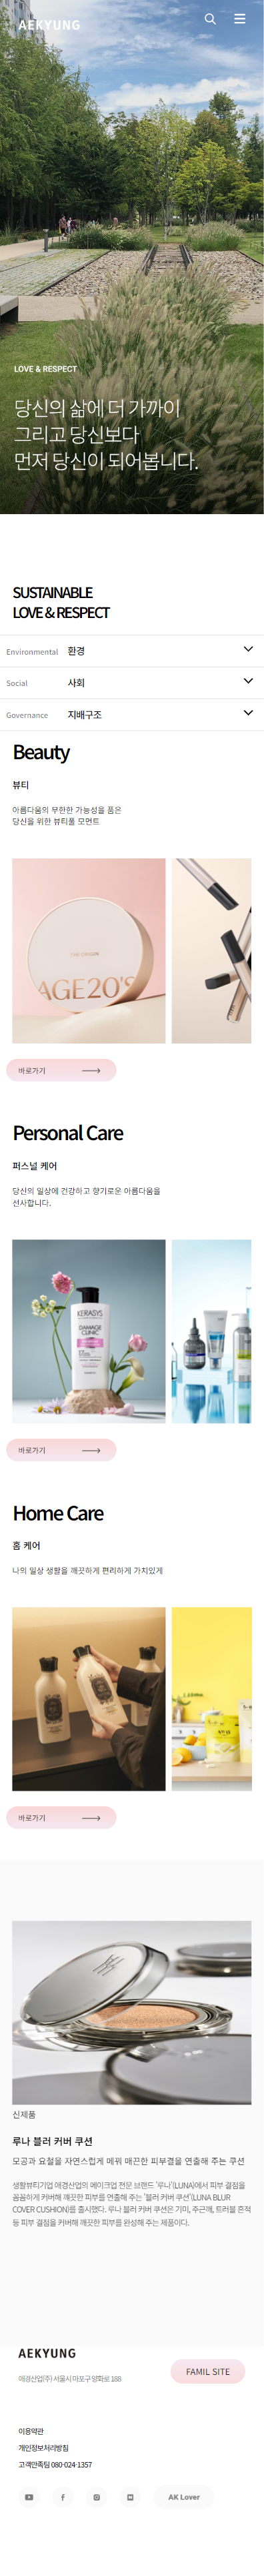 AEKYUNG
LOVE & RESPECT
당신의 삶에 더 가까이
그리고 당신보다
먼저 당신이 되어봅니다.
SUSTAINABLE
LOVE & RESPECT
Environmental 환경
Social 사회
Governance 지배구조
Beauty
뷰티
아름다움의 무한한 가능성을 품은
당신을 위한 뷰티풀 모먼트
THE ORIGIN
AGE20'S
바로가기
Personal Care
퍼스널 케어
당신의 일상에 건강하고 향기로운 아름다움을
선사합니다.
KERASYS
DAMAGE
CLINIC
바로가기
Home Care
홈 케어
나의 일상 생활을 깨끗하게 편리하게 가치있게
바로가기
신제품
루나 블러 커버 쿠션
모공과 요철을 자연스럽게 메꿔 매끈한 피부결을 연출해 주는 쿠션
생활뷰티기업 애경산업의 메이크업 전문 브랜드 '루나'(LUNA)에서 피부 결점을
꼼꼼하게 커버해 깨끗한 피부를 연출해 주는 '블러 커버 쿠션'(LUNA BLUR
COVER CUSHION)를 출시했다. 루나 블러 커버 쿠션은 기미, 주근깨, 트러블 흔적
등 피부 결점을 커버해 깨끗한 피부를 완성해 주는 제품이다.
AEKYUNG
애경산업(주) 서울시 마포구 양화로 188
FAMIL SITE
이용약관
개인정보처리방침
고객만족팀 080-024-1357
AK Lover